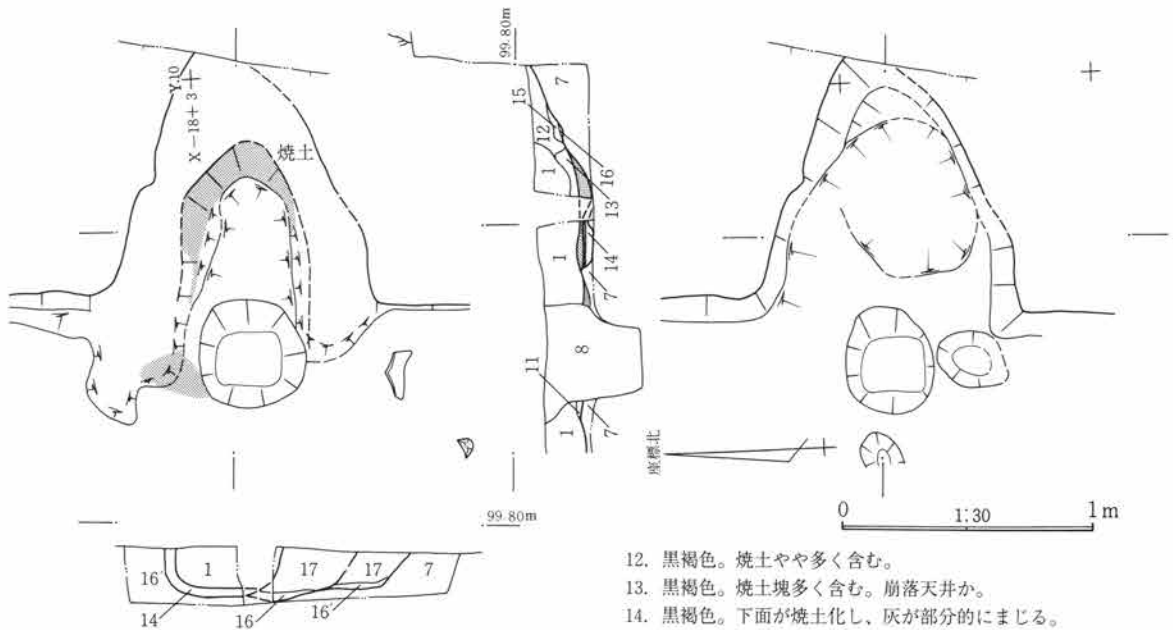 99.80m
Y.10
X－18＋3
焼土
7
15
12
1
16′
13
1
14
7
8
11
1
7
座標北
0 1:30 1m
99.80m
16′ 1 17 17 7
14 16 16′
12. 黒褐色。焼土やや多く含む。
13. 黒褐色。焼土塊多く含む。崩落天井か。
14. 黒褐色。下面が焼土化し、灰が部分的にまじる。